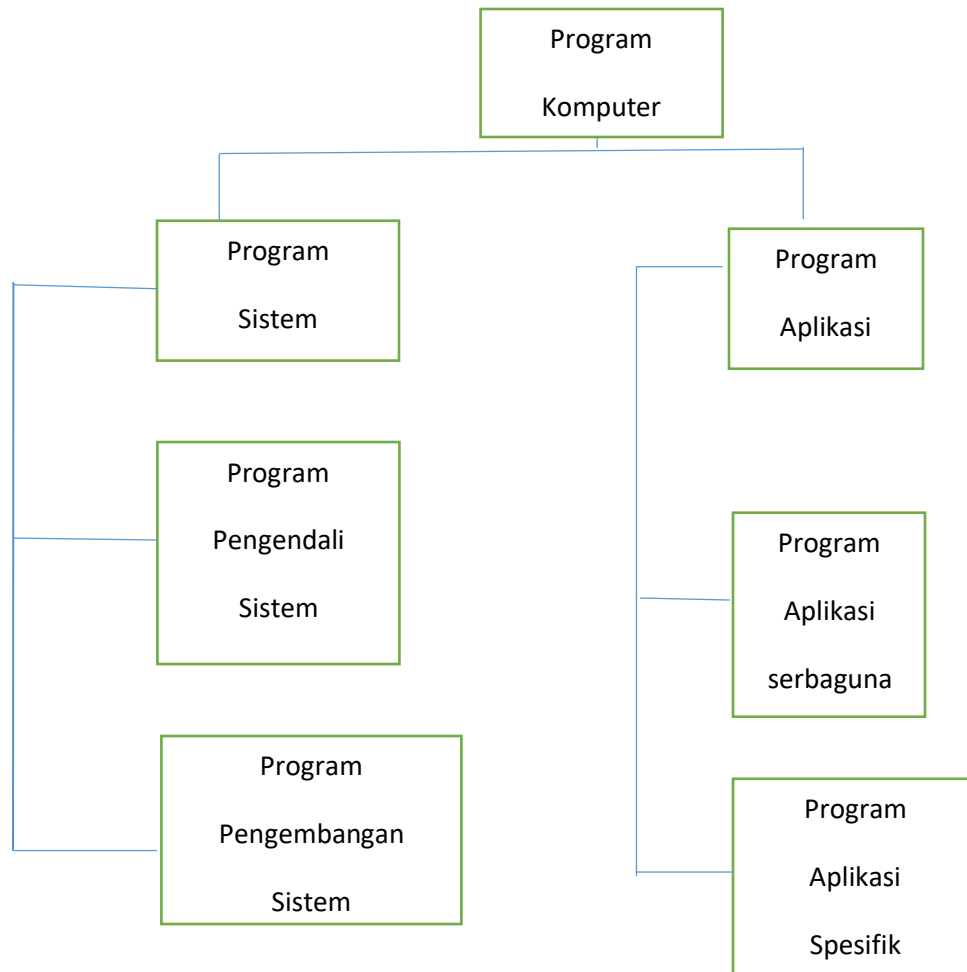 Program
Komputer
Program
Sistem
Program
Aplikasi
Program
Pengendali
Sistem
Program
Aplikasi
serbaguna
Program
Pengembangan
Sistem
Program
Aplikasi
Spesifik